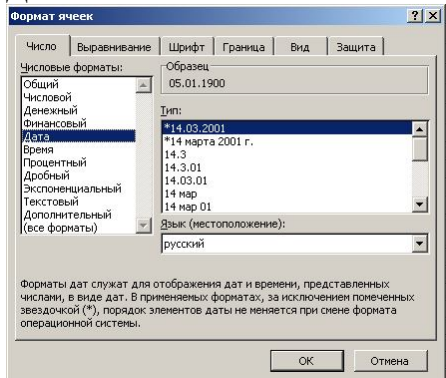 Формат ячеек
Число Выравнивание Шрифт Граница Вид Защита
Числовые форматы:
Общий
Числовой
Денежный
Финансовый
Дата
Время
Процентный
Дробный
Экспоненциальный
Текстовый
Дополнительный
(все форматы)
Образец
05.01.1900
Тип:
*14.03.2001
*14 марта 2001 г.
14.3
14.3.01
14.03.01
14 мар
14 мар 01
Язык (местоположение):
русский
Форматы дат служат для отображения дат и времени, представленных
числами, в виде дат. В применяемых форматах, за исключением помеченных
звездочкой (*), порядок элементов даты не меняется при смене формата
операционной системы.
ОК Отмена